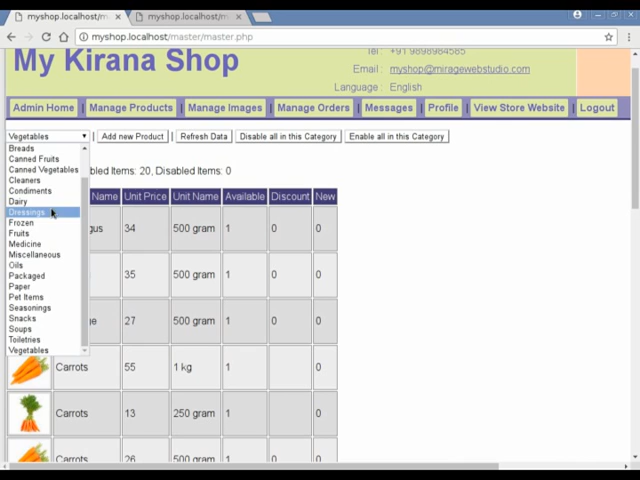 myshop.localhost/m
myshop.localhost/mi
myshop.localhost/master/master.php
My Kirana Shop
Tel : +91 9898984585
Email : myshop@miragewebstudio.com
Language : English
Admin Home | Manage Products | Manage Images | Manage Orders | Messages | Profile | View Store Website | Logout
Vegetables | Add new Product | Refresh Data | Disable all in this Category | Enable all in this Category
Breads
Canned Fruits
Canned Vegetables
bled Items: 20, Disabled Items: 0
Cleaners
Condiments
Name Unit Price Unit Name Available Discount New
Dairy
Dressings
Frozen
gus 34 500 gram 1 0 0
Fruits
Medicine
Miscellaneous
Oils
35 500 gram 1 0 0
Packaged
Paper
Pet Items
Seasonings
Snacks
e 27 500 gram 1 0 0
Soups
Toiletries
Vegetables
Carrots 55 1 kg 1 0
Carrots 13 250 gram 1 0
Carrots 26 500 gram 1 0